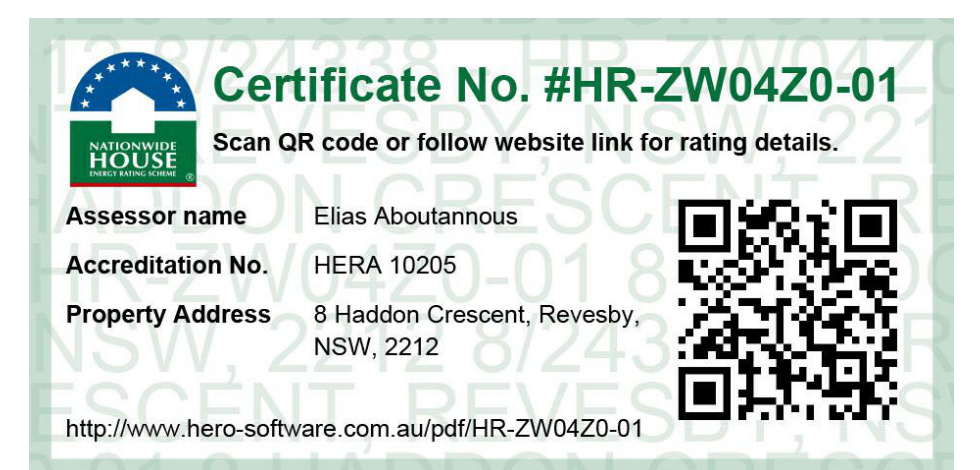 Certificate No. #HR-ZW04Z0-01
NATIONWIDE
HOUSE
ENERGY RATING SCHEME
®
Scan QR code or follow website link for rating details.
Assessor name Elias Aboutannous
Accreditation No. HERA 10205
Property Address 8 Haddon Crescent, Revesby,
NSW, 2212
http://www.hero-software.com.au/pdf/HR-ZW04Z0-01